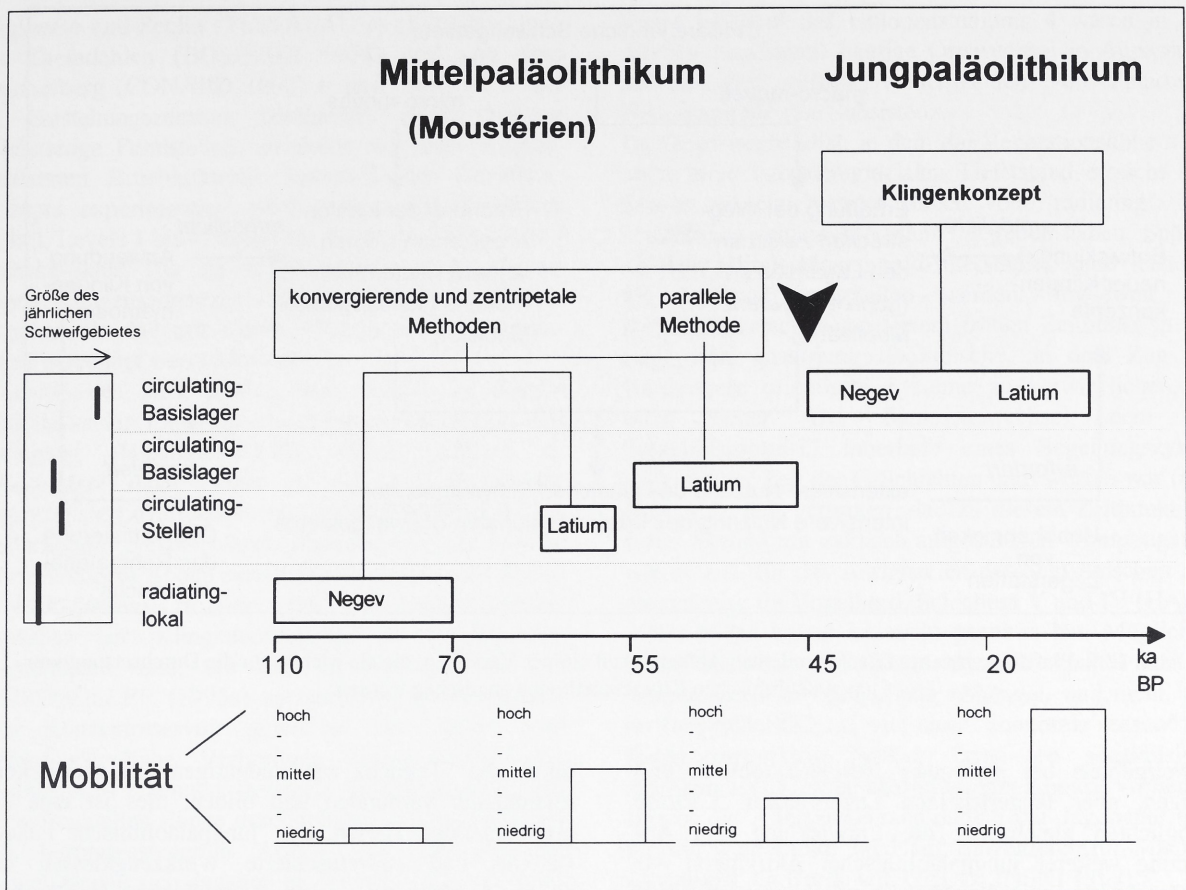 Mittelpaläolithikum
(Moustérien)
Jungpaläolithikum
Klingenkonzept
Größe des
jährlichen
Schweifgebietes
konvergierende und zentripetale
Methoden
parallele
Methode
circulating-
Basislager
Negev Latium
circulating-
Basislager
Latium
circulating-
Stellen
Latium
radiating-
lokal
Negev
110 70 55 45 20 ka
BP
Mobilität
hoch
mittel
niedrig
hoch
mittel
niedrig
hoch
mittel
niedrig
hoch
mittel
niedrig